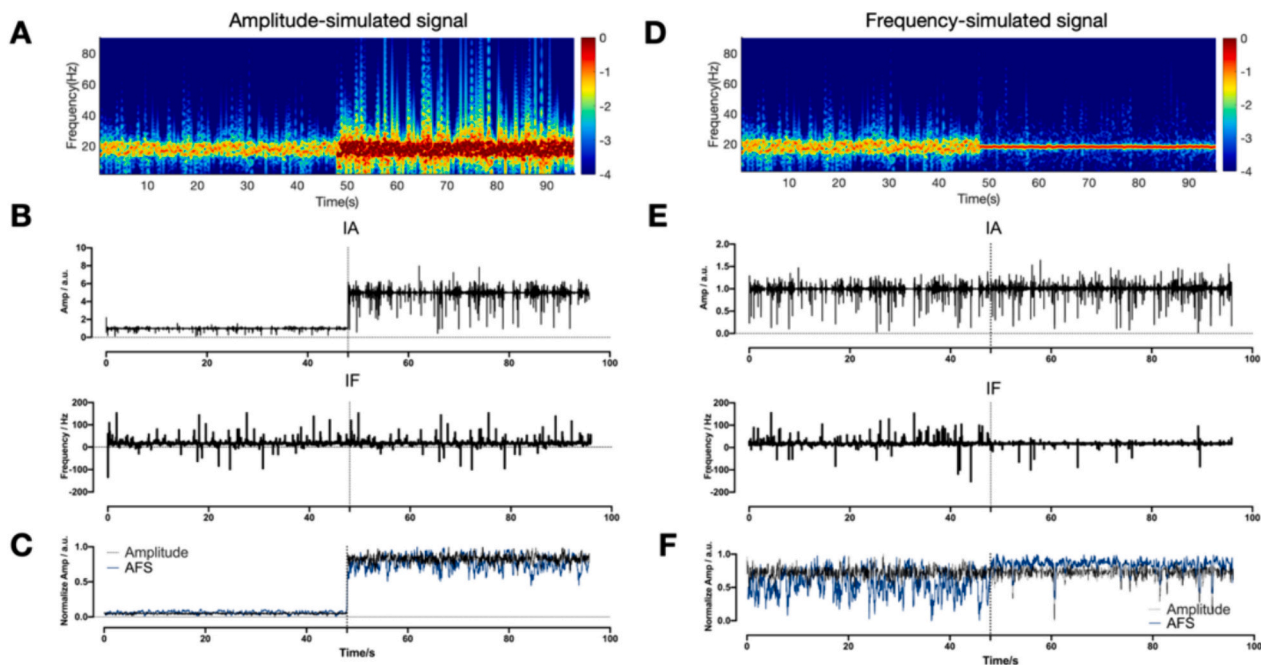 Amplitude-simulated signal
A
Frequency(Hz)
80
60
40
20
10 20 30 40 50 60 70 80 90
Time(s)
0
-1
-2
-3
-4
B
IA
Amp / a.u.
10
8
6
4
2
0
0 20 40 60 80 100
IF
Frequency / Hz
200
100
0
-100
-200
0 20 40 60 80 100
C
Normalize Amp / a.u.
1.0
0.5
0.0
Amplitude
AFS
0 20 40 60 80 100
Time/s
Frequency-simulated signal
D
Frequency(Hz)
80
60
40
20
10 20 30 40 50 60 70 80 90
Time(s)
0
-1
-2
-3
-4
E
IA
Amp / a.u.
2.0
1.5
1.0
0.5
0.0
0 20 40 60 80 100
IF
Frequency / Hz
200
100
0
-100
-200
0 20 40 60 80 100
F
Normalize Amp / a.u.
1.0
0.5
0.0
Amplitude
AFS
0 20 40 60 80 100
Time/s